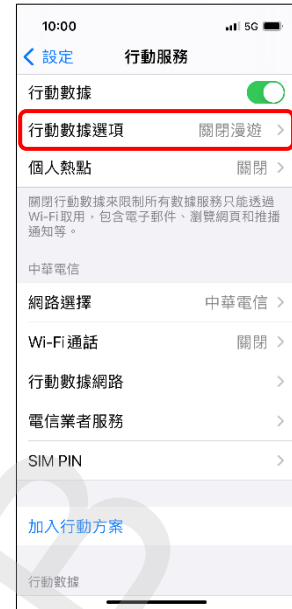 10:00
5G
設定
行動服務
行動數據
行動數據選項
關閉漫遊
個人熱點
關閉
關閉行動數據來限制所有數據服務只能透過
Wi-Fi 取用，包含電子郵件、瀏覽網頁和推播
通知等。
中華電信
網路選擇
中華電信
Wi-Fi 通話
關閉
行動數據網路
電信業者服務
SIM PIN
加入行動方案
行動數據